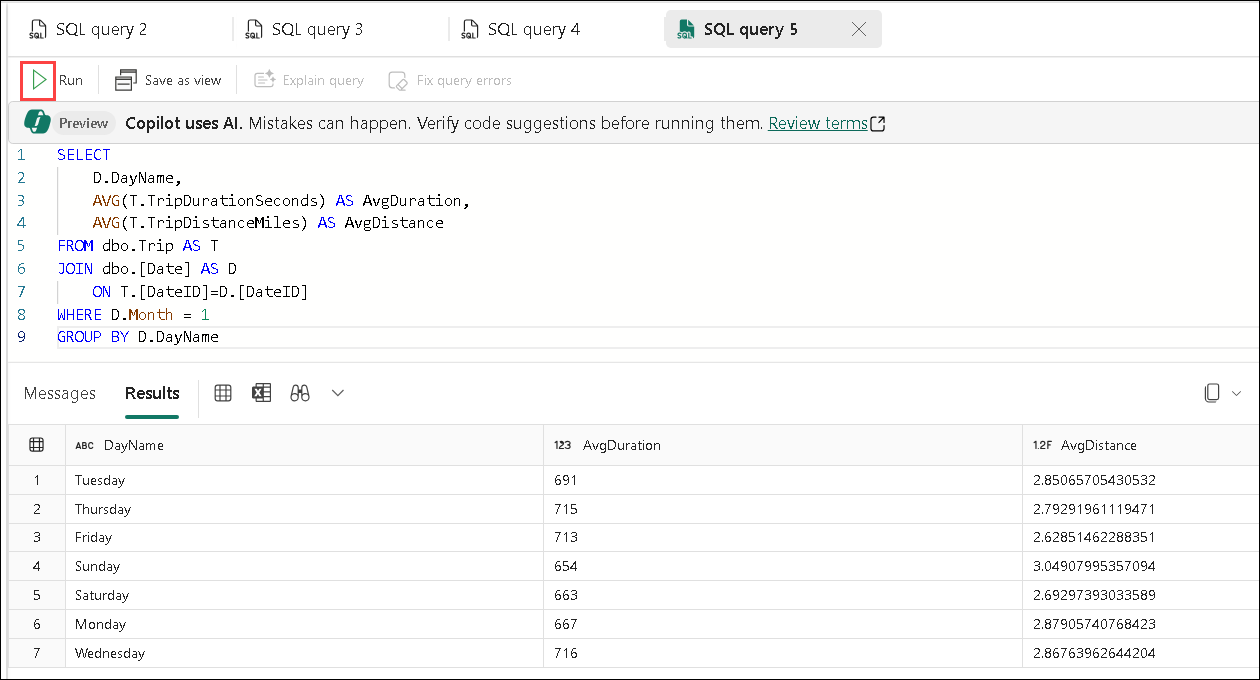 SQL query 2 SQL query 3 SQL query 4 SQL query 5
Run Save as view Explain query Fix query errors
Preview Copilot uses AI. Mistakes can happen. Verify code suggestions before running them. Review terms
1 SELECT
2 D.DayName,
3 AVG(T.TripDurationSeconds) AS AvgDuration,
4 AVG(T.TripDistanceMiles) AS AvgDistance
5 FROM dbo.Trip AS T
6 JOIN dbo.[Date] AS D
7 ON T.[DateID]=D.[DateID]
8 WHERE D.Month = 1
9 GROUP BY D.DayName
Messages Results
ABC DayName 123 AvgDuration 1.2F AvgDistance
1 Tuesday 691 2.85065705430532
2 Thursday 715 2.79291961119471
3 Friday 713 2.62851462288351
4 Sunday 654 3.04907995357094
5 Saturday 663 2.69297393033589
6 Monday 667 2.87905740768423
7 Wednesday 716 2.86763962644204